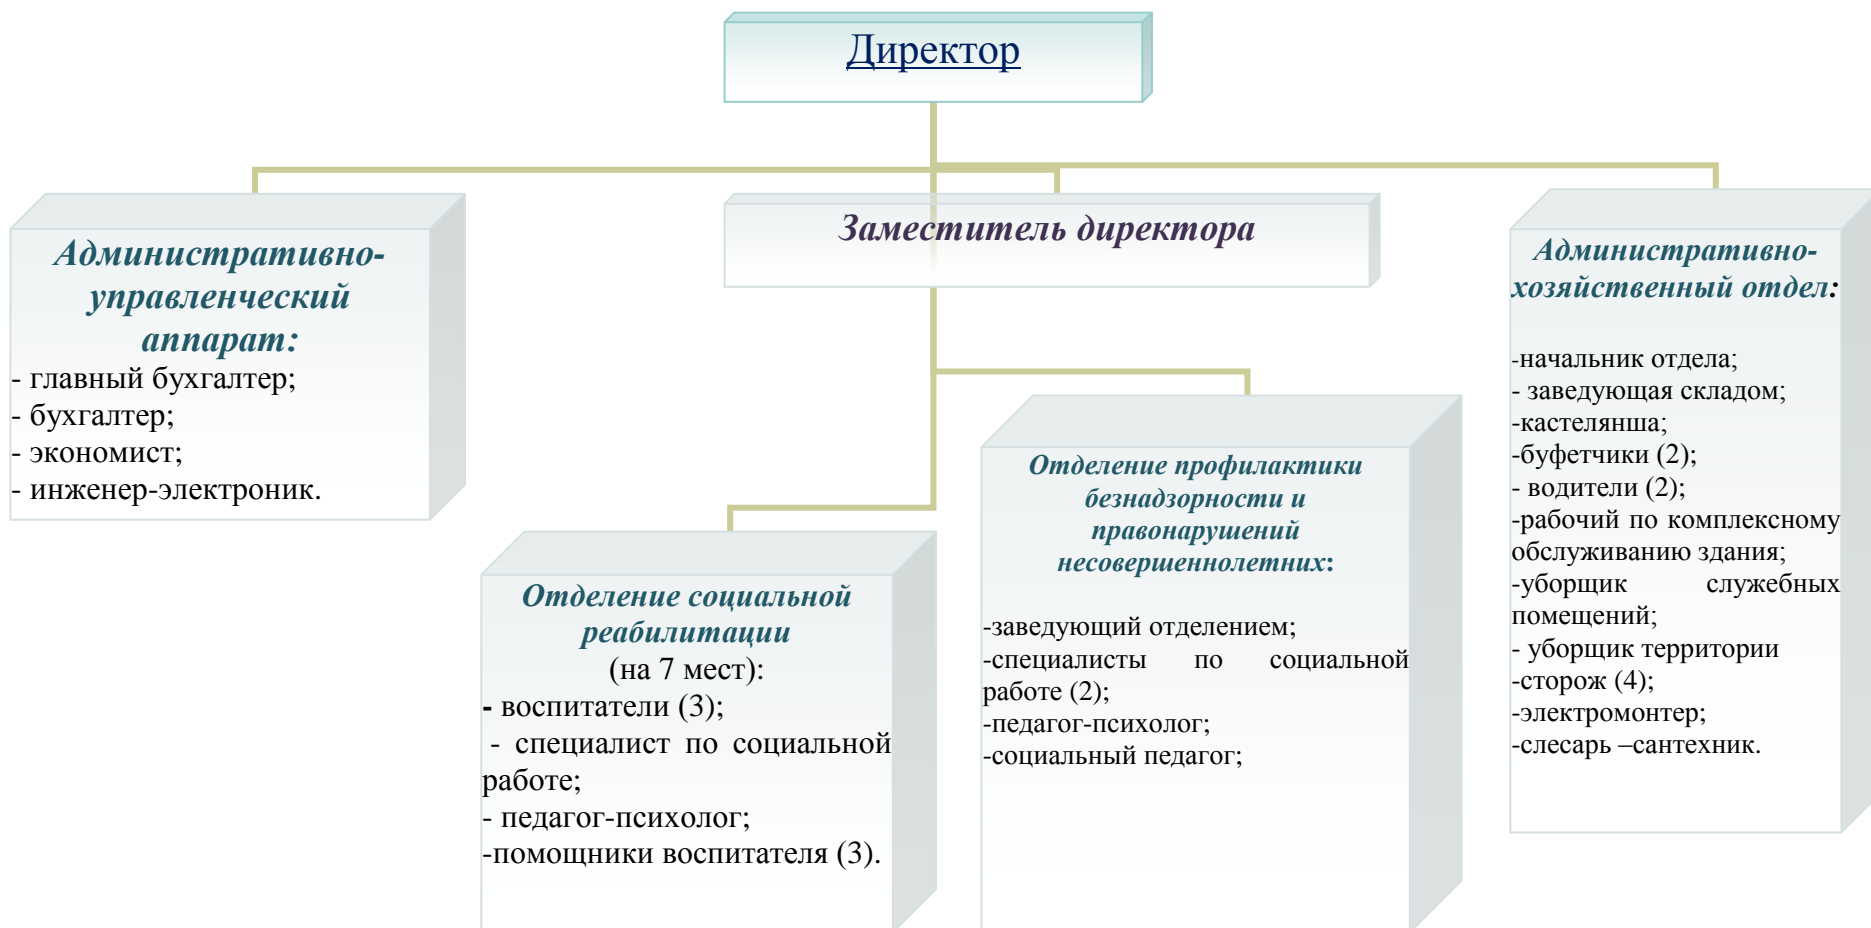 Директор
Заместитель директора
Административно-
управленческий
аппарат:
- главный бухгалтер;
- бухгалтер;
- экономист;
- инженер-электроник.
Отделение социальной
реабилитации
(на 7 мест):
- воспитатели (3);
- специалист по социальной
работе;
- педагог-психолог;
-помощники воспитателя (3).
Отделение профилактики
безнадзорности и
правонарушений
несовершеннолетних:
-заведующий отделением;
-специалисты по социальной
работе (2);
-педагог-психолог;
-социальный педагог;
Административно-
хозяйственный отдел:
-начальник отдела;
- заведующая складом;
-кастелянша;
-буфетчики (2);
- водители (2);
-рабочий по комплексному
обслуживанию здания;
-уборщик служебных
помещений;
- уборщик территории
-сторож (4);
-электромонтер;
-слесарь –сантехник.